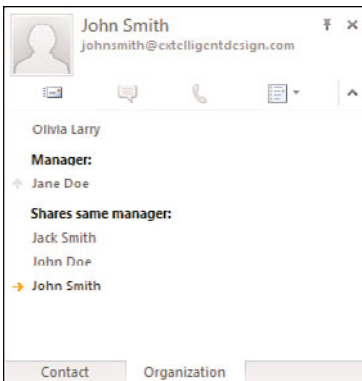 John Smith
johnsmith@extelligentdesign.com
Olivia Larry
Manager:
Jane Doe
Shares same manager:
Jack Smith
John Doe
John Smith
Contact Organization